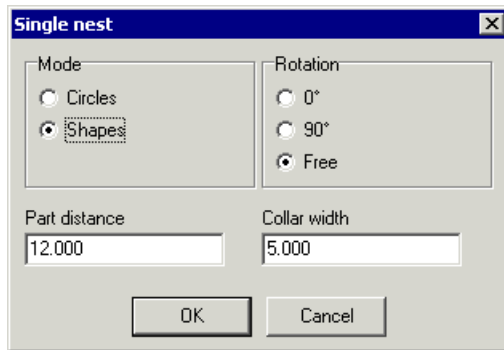 Single nest
Mode
Circles
Shapes
Rotation
0°
90°
Free
Part distance
12.000
Collar width
5.000
OK
Cancel